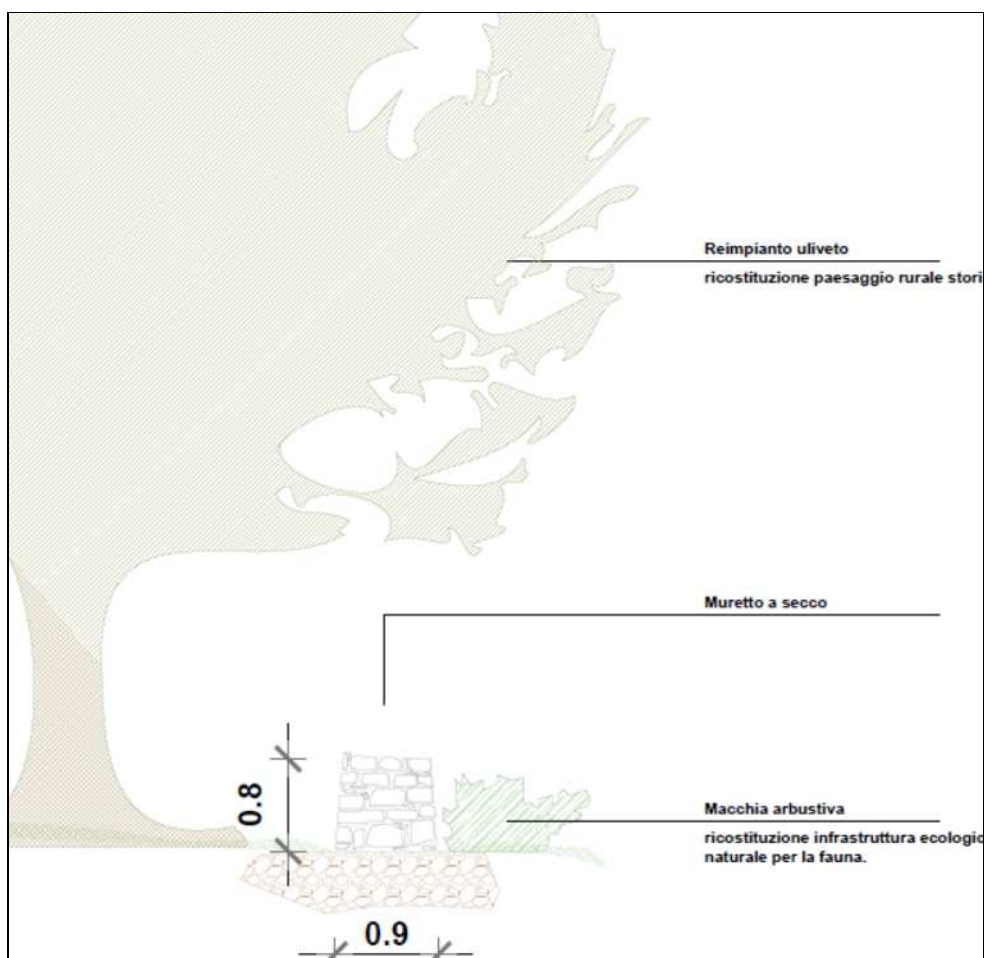 Reimpianto uliveto
ricostituzione paesaggio rurale stori
Muretto a secco
0.8
Macchia arbustiva
ricostituzione infrastruttura ecologic
naturale per la fauna.
0.9